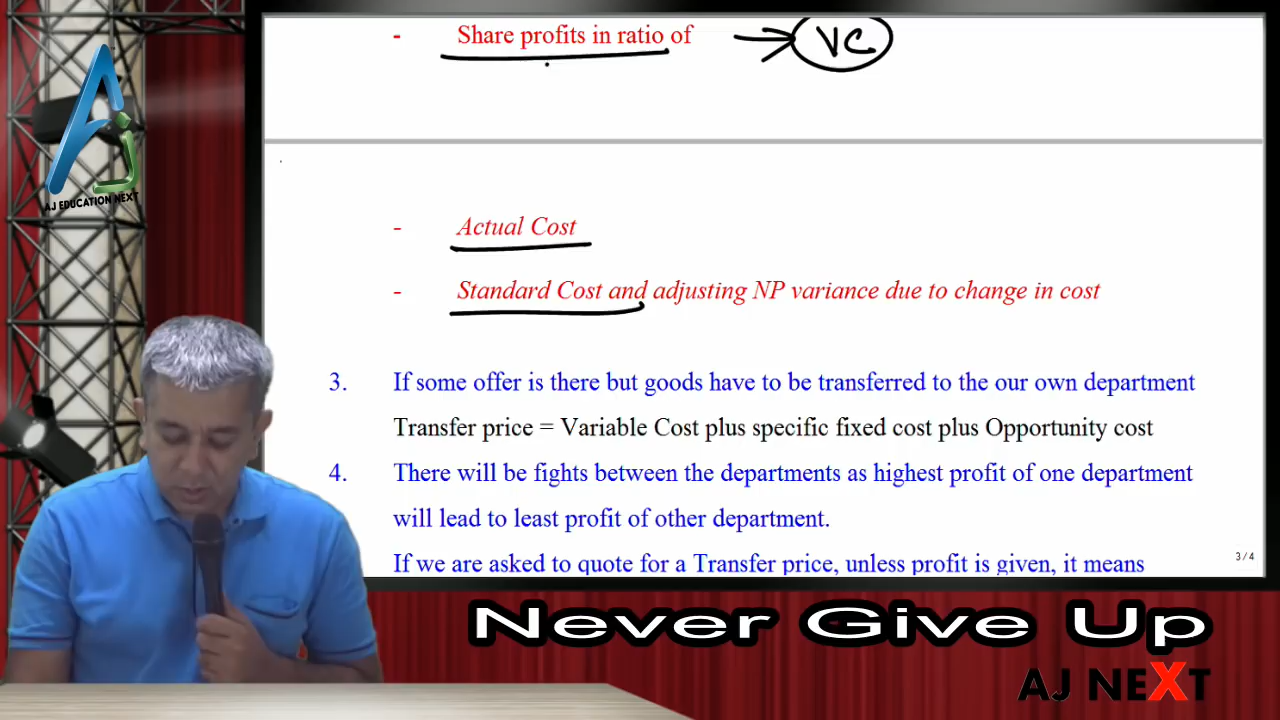 - Share profits in ratio of → VC
- Actual Cost
- Standard Cost and adjusting NP variance due to change in cost
3. If some offer is there but goods have to be transferred to the our own department
Transfer price = Variable Cost plus specific fixed cost plus Opportunity cost
4. There will be fights between the departments as highest profit of one department
will lead to least profit of other department.
If we are asked to quote for a Transfer price, unless profit is given, it means
3/4
AJ
AJ EDUCATION NEXT
Never Give Up
AJ NEXT